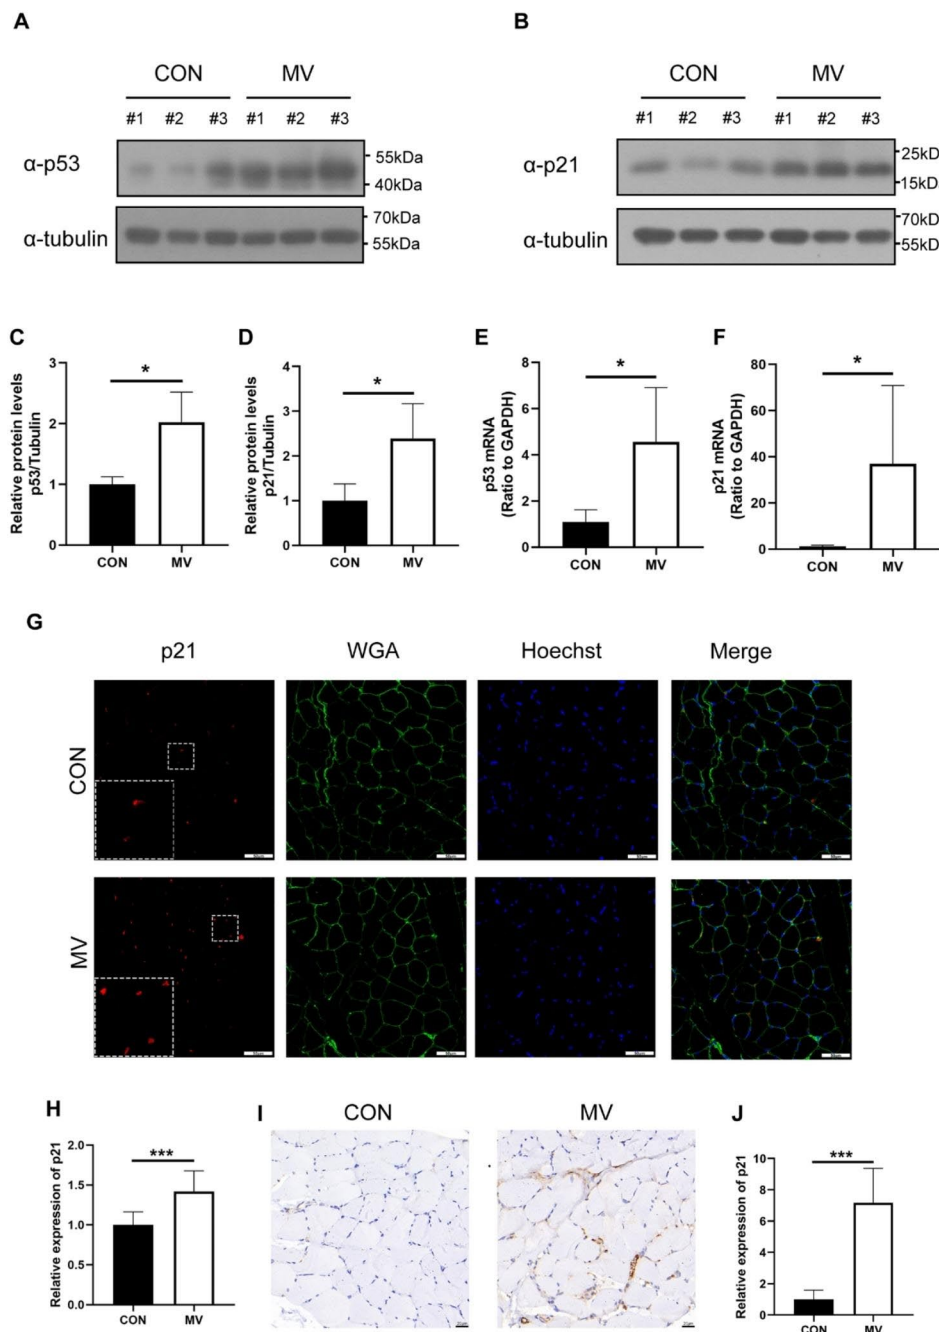 A
B
CON MV
CON MV
#1 #2 #3 #1 #2 #3
#1 #2 #3 #1 #2 #3
α-p53
55kDa
40kDa
α-tubulin
70kDa
55kDa
α-p21
25kD
15kD
α-tubulin
70kD
55kD
C
Relative protein levels
p53/Tubulin
3
2
1
0
*
CON MV
D
Relative protein levels
p21/Tubulin
4
3
2
1
0
*
CON MV
E
p53 mRNA
(Ratio to GAPDH)
8
6
4
2
0
*
CON MV
F
p21 mRNA
(Ratio to GAPDH)
80
60
40
20
0
*
CON MV
G
p21 WGA Hoechst Merge
CON
MV
H
Relative expression of p21
2.0
1.5
1.0
0.5
0.0
***
CON MV
I
CON MV
J
Relative expression of p21
10
8
6
4
2
0
***
CON MV